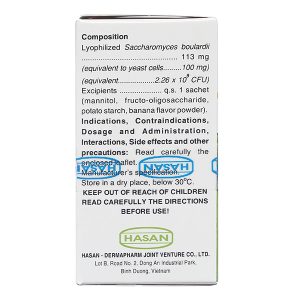 Composition
Lyophilized Saccharomyces boulardii
113 mg
(equivalent to yeast cells 100 mg)
(equivalent 2.26 x 10⁹ CFU)
Excipients q.s. 1 sachet
(mannitol, fructo-oligosaccharide,
potato starch, banana flavor powder).
Indications, Contraindications,
Dosage and Administration,
Interactions, Side effects and other
precautions: Read carefully the
enclosed leaflet.
HASAN HASAN
Manufacturer's specification.
Store in a dry place, below 30°C.
KEEP OUT OF REACH OF CHILDREN
READ CAREFULLY THE DIRECTIONS
BEFORE USE!
HASAN
HASAN - DERMAPHARM JOINT VENTURE CO., LTD.
Lot B, Road No. 2, Dong An Industrial Park,
Binh Duong, Vietnam